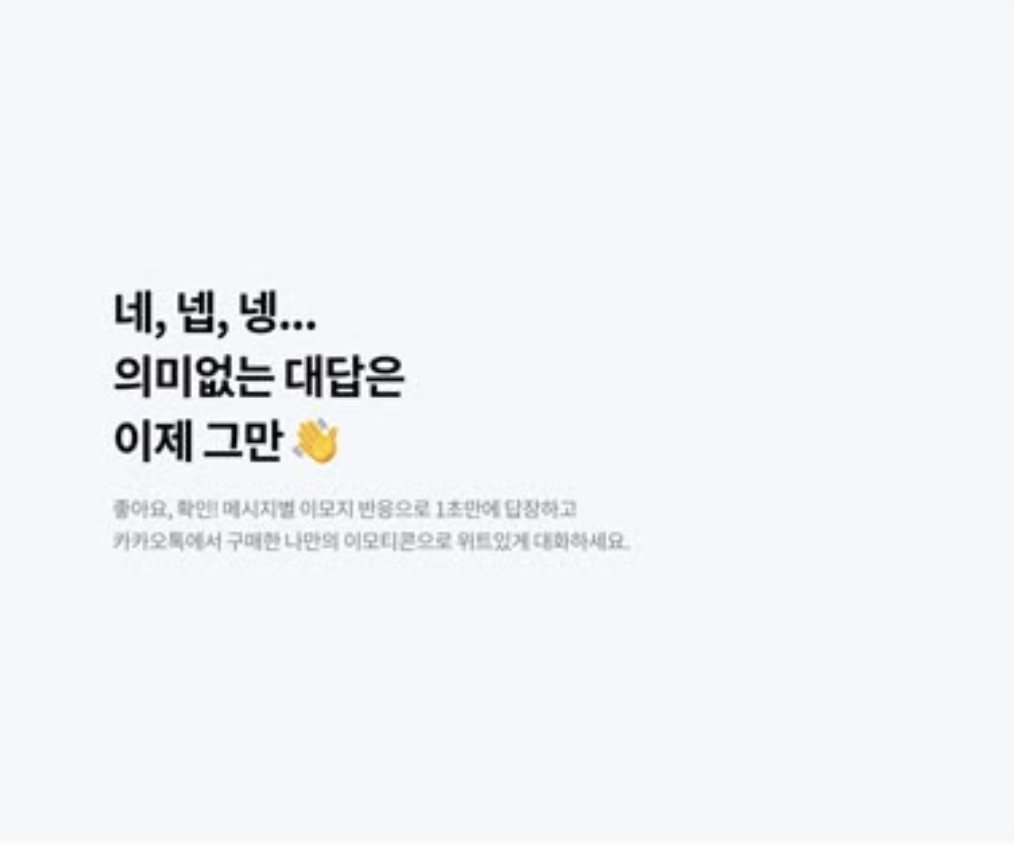 네, 넵, 넹...
의미없는 대답은
이제 그만 👋
좋아요, 확인! 메시지별 이모지 반응으로 1초만에 답장하고
카카오톡에서 구매한 나만의 이모티콘으로 위트있게 대화하세요.